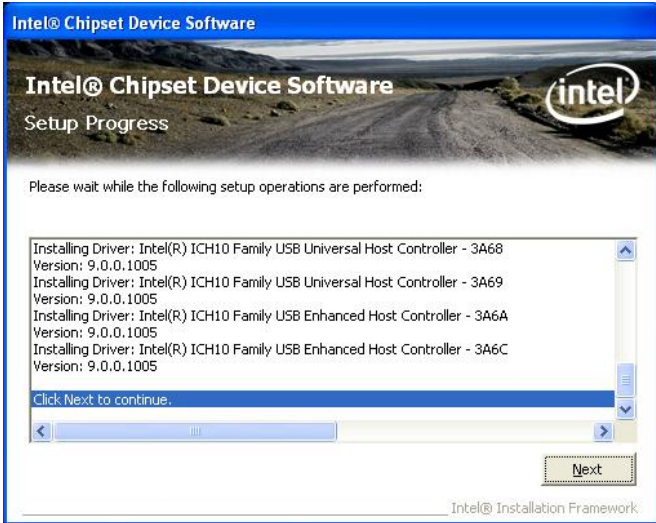 Intel® Chipset Device Software
Intel® Chipset Device Software
intel
Setup Progress
Please wait while the following setup operations are performed:
Installing Driver: Intel(R) ICH10 Family USB Universal Host Controller - 3A68
Version: 9.0.0.1005
Installing Driver: Intel(R) ICH10 Family USB Universal Host Controller - 3A69
Version: 9.0.0.1005
Installing Driver: Intel(R) ICH10 Family USB Enhanced Host Controller - 3A6A
Version: 9.0.0.1005
Installing Driver: Intel(R) ICH10 Family USB Enhanced Host Controller - 3A6C
Version: 9.0.0.1005
Click Next to continue.
Next
Intel® Installation Framework